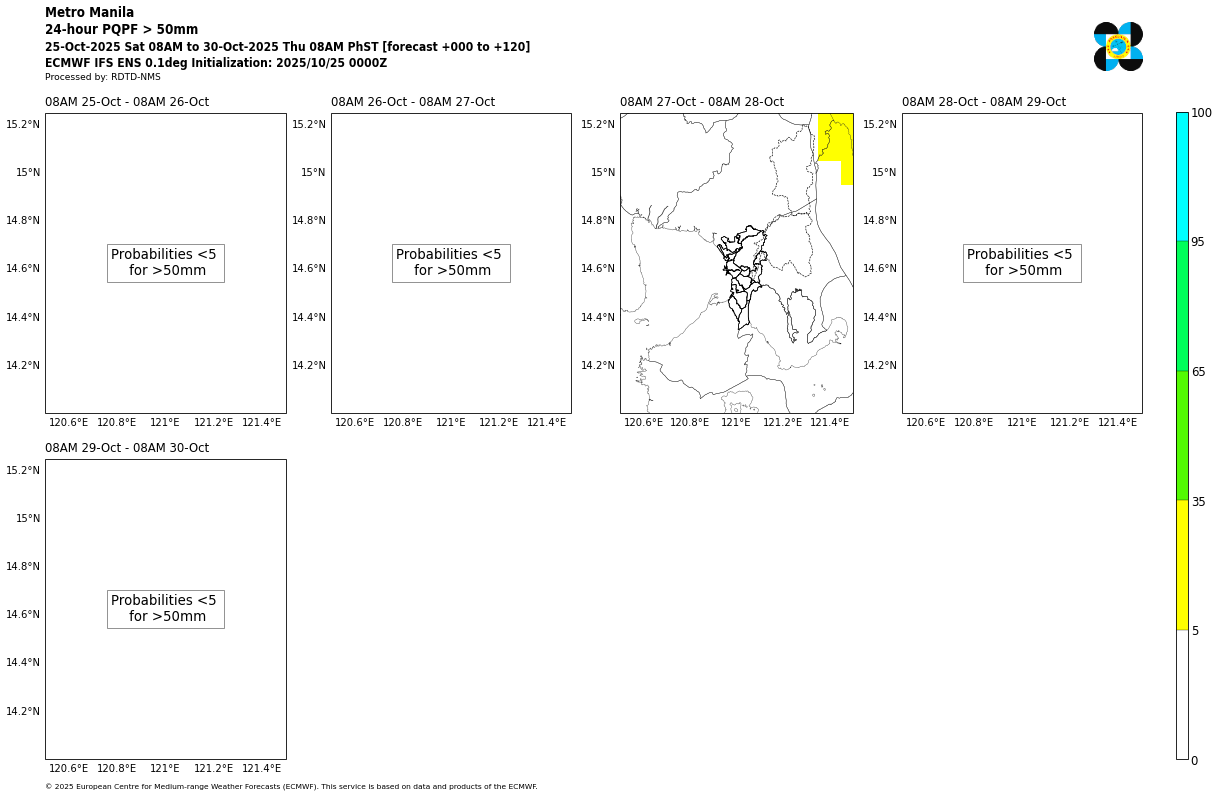 Metro Manila
24-hour PQPF > 50mm
25-Oct-2025 Sat 08AM to 30-Oct-2025 Thu 08AM PhST [forecast +000 to +120]
ECMWF IFS ENS 0.1deg Initialization: 2025/10/25 0000Z
Processed by: RDTD-NMS
08AM 25-Oct - 08AM 26-Oct
15.2°N
15°N
14.8°N
14.6°N
14.4°N
14.2°N
Probabilities <5
for >50mm
120.6°E 120.8°E 121°E 121.2°E 121.4°E
08AM 26-Oct - 08AM 27-Oct
15.2°N
15°N
14.8°N
14.6°N
14.4°N
14.2°N
Probabilities <5
for >50mm
120.6°E 120.8°E 121°E 121.2°E 121.4°E
08AM 27-Oct - 08AM 28-Oct
15.2°N
15°N
14.8°N
14.6°N
14.4°N
14.2°N
120.6°E 120.8°E 121°E 121.2°E 121.4°E
08AM 28-Oct - 08AM 29-Oct
15.2°N
15°N
14.8°N
14.6°N
14.4°N
14.2°N
Probabilities <5
for >50mm
120.6°E 120.8°E 121°E 121.2°E 121.4°E
100
95
65
35
5
0
08AM 29-Oct - 08AM 30-Oct
15.2°N
15°N
14.8°N
14.6°N
14.4°N
14.2°N
Probabilities <5
for >50mm
120.6°E 120.8°E 121°E 121.2°E 121.4°E
© 2025 European Centre for Medium-range Weather Forecasts (ECMWF). This service is based on data and products of the ECMWF.